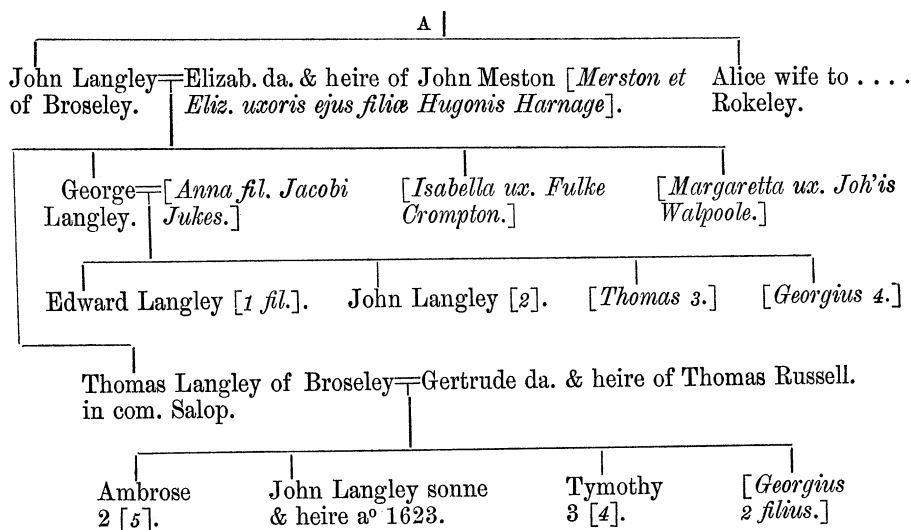 A
John Langley=Elizab. da. & heire of John Meston [Merston et
of Broseley. Eliz. uxoris ejus filiæ Hugonis Harnage].
Alice wife to . . . .
Rokeley.
George=[Anna fil. Jacobi
Langley. Jukes.]
[Isabella ux. Fulke
Crompton.]
[Margaretta ux. Joh'is
Walpoole.]
Edward Langley [1 fil.].
John Langley [2].
[Thomas 3.]
[Georgius 4.]
Thomas Langley of Broseley=Gertrude da. & heire of Thomas Russell.
in com. Salop.
Ambrose
2 [5].
John Langley sonne
& heire aº 1623.
Tymothy
3 [4].
[Georgius
2 filius.]